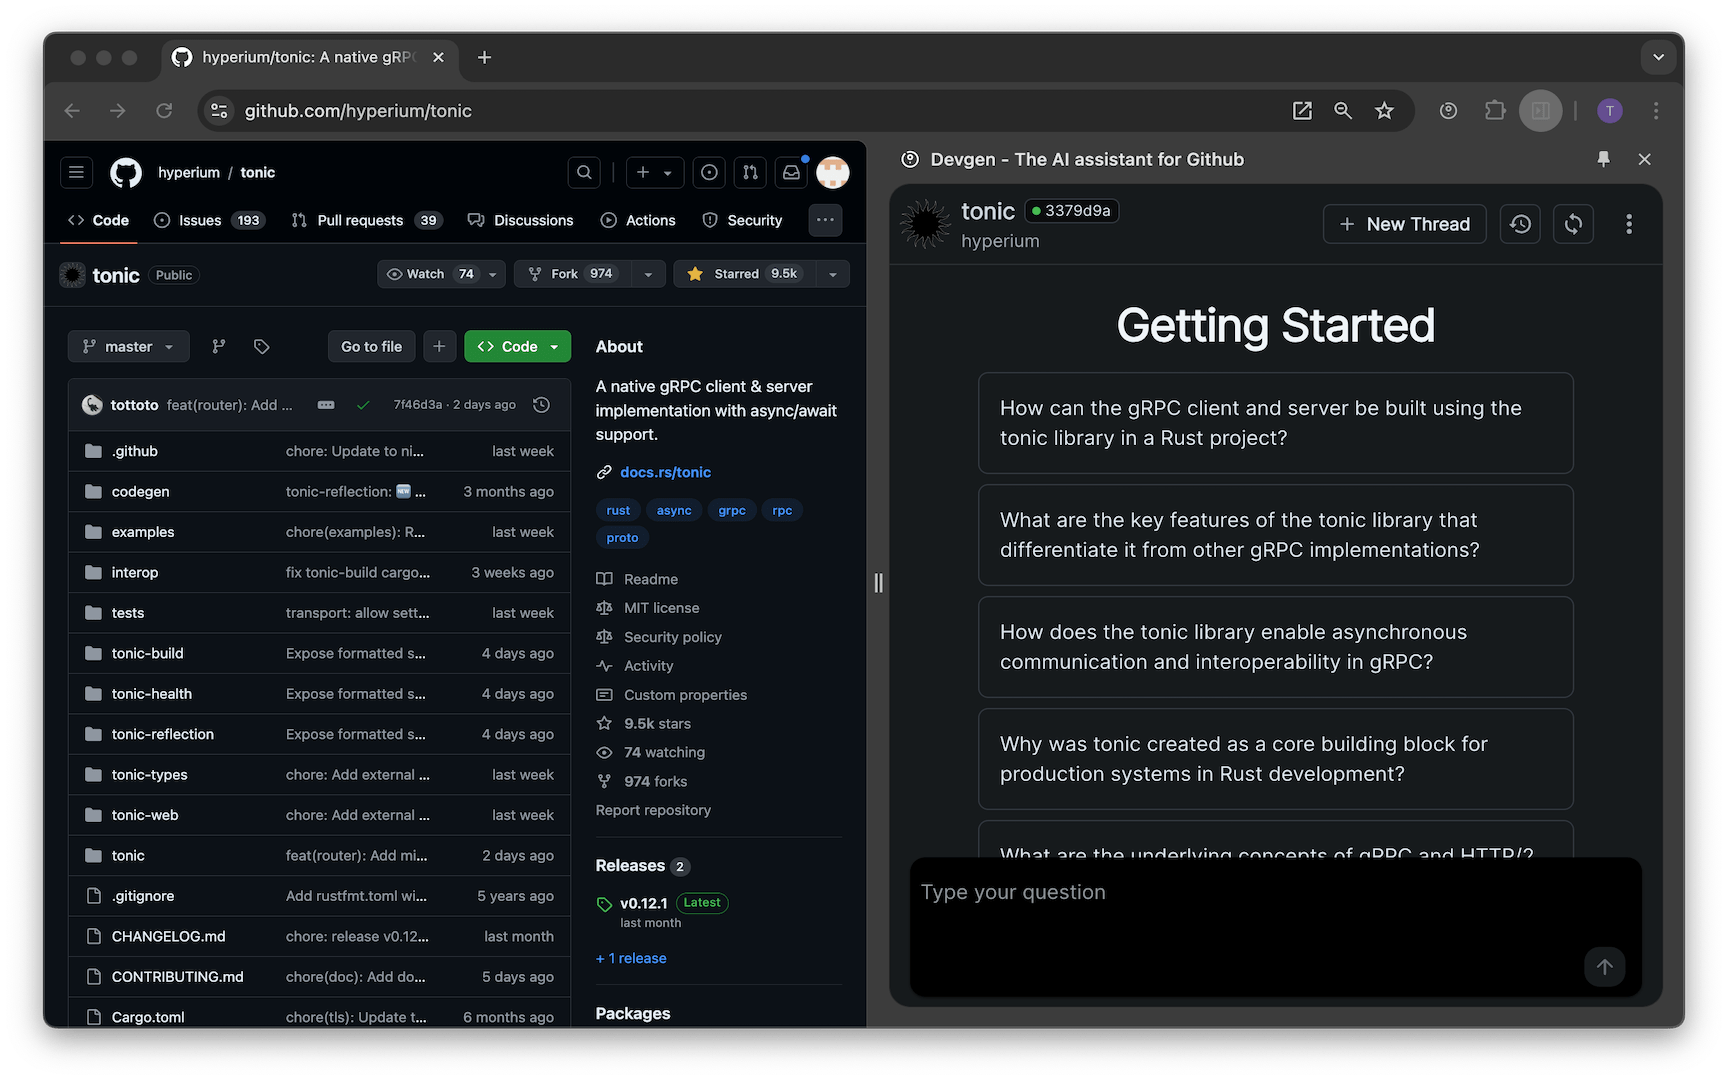 hyperium/tonic: A native gRPC
github.com/hyperium/tonic
T
hyperium / tonic
Code
Issues 193
Pull requests 39
Discussions
Actions
Security
tonic Public
Watch 74
Fork 974
Starred 9.5k
master
Go to file
Code
tottoto feat(router): Add ... 7f46d3a · 2 days ago
.github chore: Update to ni... last week
codegen tonic-reflection: NEW ... 3 months ago
examples chore(examples): R... last week
interop fix tonic-build cargo... 3 weeks ago
tests transport: allow sett... last week
tonic-build Expose formatted s... 4 days ago
tonic-health Expose formatted s... 4 days ago
tonic-reflection Expose formatted s... 4 days ago
tonic-types chore: Add external ... last week
tonic-web chore: Add external ... last week
tonic feat(router): Add mi... 2 days ago
.gitignore Add rustfmt.toml wi... 5 years ago
CHANGELOG.md chore: release v0.12... last month
CONTRIBUTING.md chore(doc): Add do... 5 days ago
Cargo.toml chore(tls): Update t... 6 months ago
About
A native gRPC client & server
implementation with async/await
support.
docs.rs/tonic
rust async grpc rpc
proto
Readme
MIT license
Security policy
Activity
Custom properties
9.5k stars
74 watching
974 forks
Report repository
Releases 2
v0.12.1 Latest
last month
+ 1 release
Packages
Devgen - The AI assistant for Github
tonic 3379d9a
hyperium
+ New Thread
Getting Started
How can the gRPC client and server be built using the
tonic library in a Rust project?
What are the key features of the tonic library that
differentiate it from other gRPC implementations?
How does the tonic library enable asynchronous
communication and interoperability in gRPC?
Why was tonic created as a core building block for
production systems in Rust development?
What are the underlying concepts of gRPC and HTTP/2
Type your question